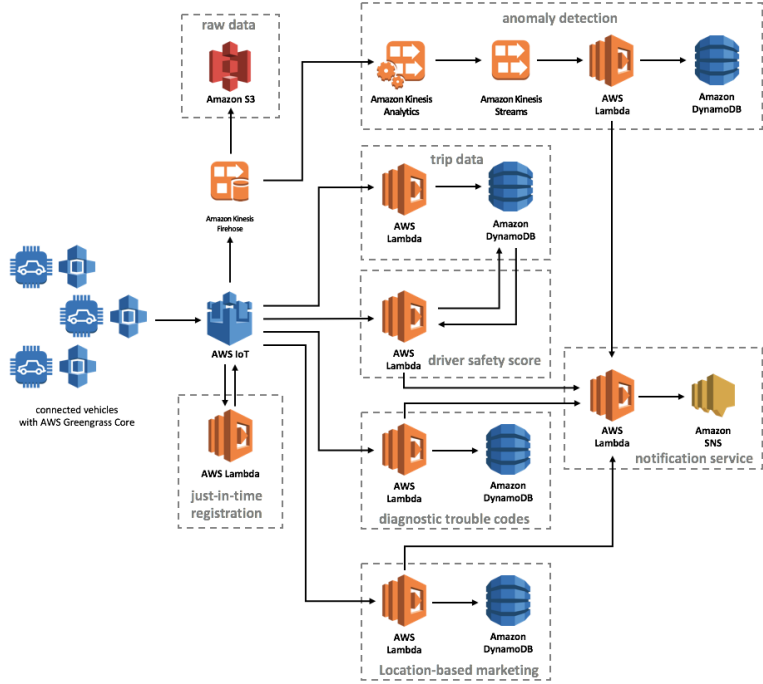 raw data
Amazon S3
anomaly detection
Amazon Kinesis
Analytics
Amazon Kinesis
Streams
AWS
Lambda
Amazon
DynamoDB
Amazon Kinesis
Firehose
trip data
AWS
Lambda
Amazon
DynamoDB
connected vehicles
with AWS Greengrass Core
AWS IoT
AWS
Lambda
driver safety score
AWS Lambda
just-in-time
registration
AWS
Lambda
Amazon
DynamoDB
diagnostic trouble codes
AWS
Lambda
Amazon
SNS
notification service
AWS
Lambda
Amazon
DynamoDB
Location-based marketing